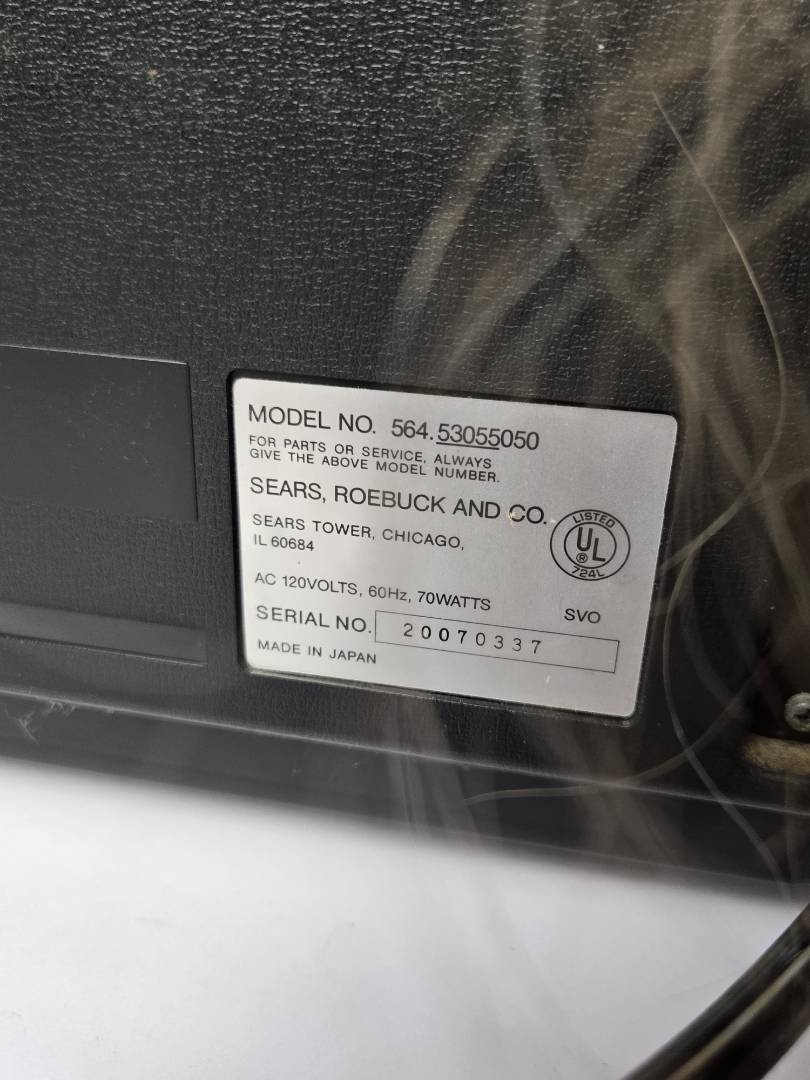 MODEL NO. 564.53055050
FOR PARTS OR SERVICE, ALWAYS
GIVE THE ABOVE MODEL NUMBER.
SEARS, ROEBUCK AND CO.
SEARS TOWER, CHICAGO,
IL 60684
LISTED
UL®
724L
AC 120VOLTS, 60Hz, 70WATTS
SVO
SERIAL NO. 20070337
MADE IN JAPAN